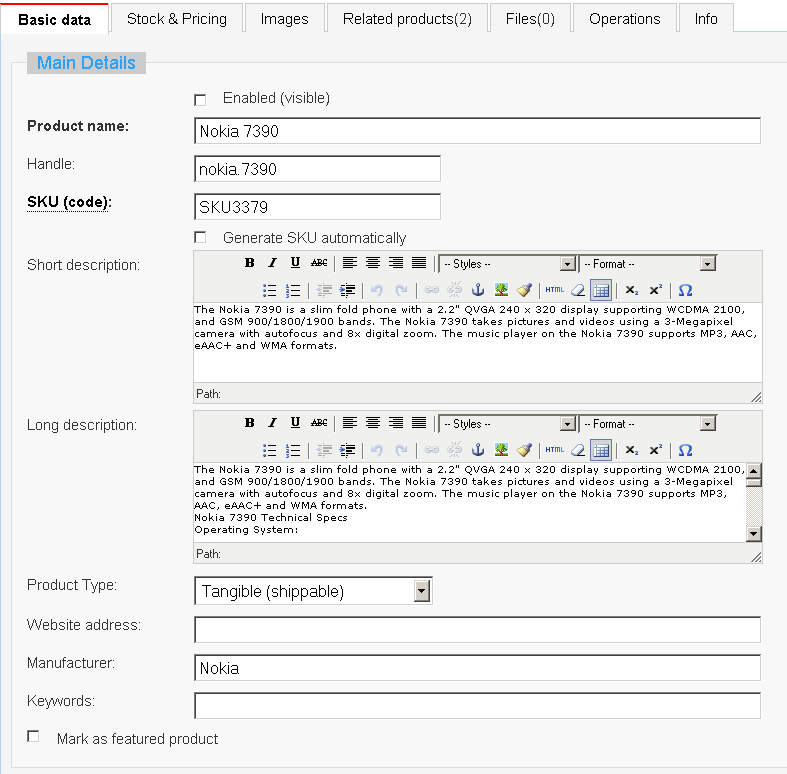 Basic data
Stock & Pricing
Images
Related products(2)
Files(0)
Operations
Info
Main Details
Enabled (visible)
Product name:
Nokia 7390
Handle:
nokia.7390
SKU (code):
SKU3379
Generate SKU automatically
Short description:
B I U ABC -- Styles -- -- Format --
HTML x₂ x² Ω
The Nokia 7390 is a slim fold phone with a 2.2" QVGA 240 x 320 display supporting WCDMA 2100,
and GSM 900/1800/1900 bands. The Nokia 7390 takes pictures and videos using a 3-Megapixel
camera with autofocus and 8x digital zoom. The music player on the Nokia 7390 supports MP3, AAC,
eAAC+ and WMA formats.
Path:
Long description:
B I U ABC -- Styles -- -- Format --
HTML x₂ x² Ω
The Nokia 7390 is a slim fold phone with a 2.2" QVGA 240 x 320 display supporting WCDMA 2100,
and GSM 900/1800/1900 bands. The Nokia 7390 takes pictures and videos using a 3-Megapixel
camera with autofocus and 8x digital zoom. The music player on the Nokia 7390 supports MP3,
AAC, eAAC+ and WMA formats.
Nokia 7390 Technical Specs
Operating System:
Path:
Product Type:
Tangible (shippable)
Website address:
Manufacturer:
Nokia
Keywords:
Mark as featured product